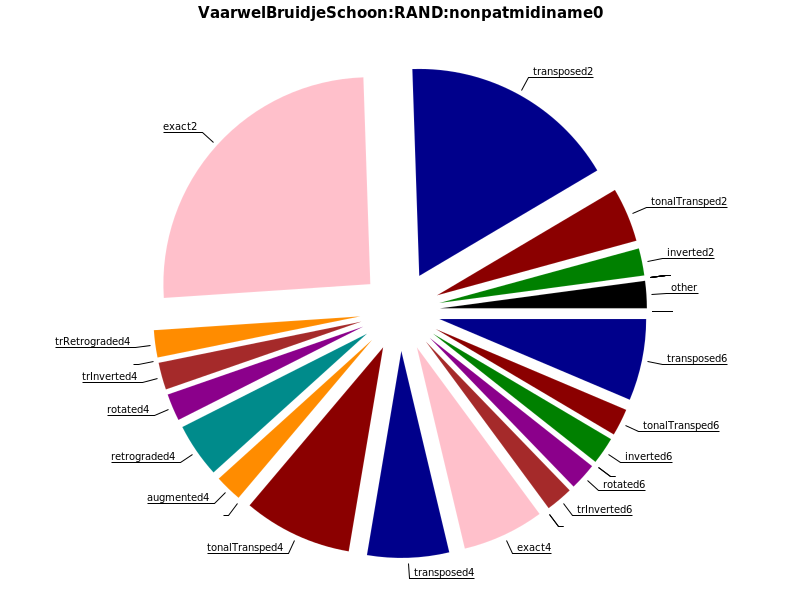 VaarwelBruidjeSchoon:RAND:nonpatmidiname0
transposed2
exact2
tonalTransped2
inverted2
other
trRetrograded4
transposed6
trInverted4
rotated4
tonalTransped6
retrograded4
inverted6
rotated6
augmented4
trInverted6
tonalTransped4
exact4
transposed4